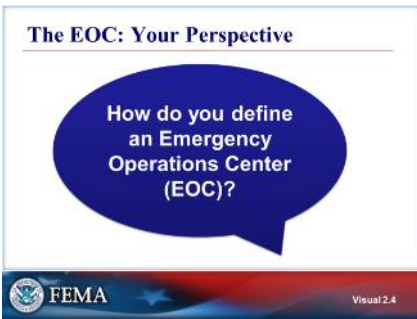 The EOC: Your Perspective
How do you define
an Emergency
Operations Center
(EOC)?
FEMA
Visual 2.4